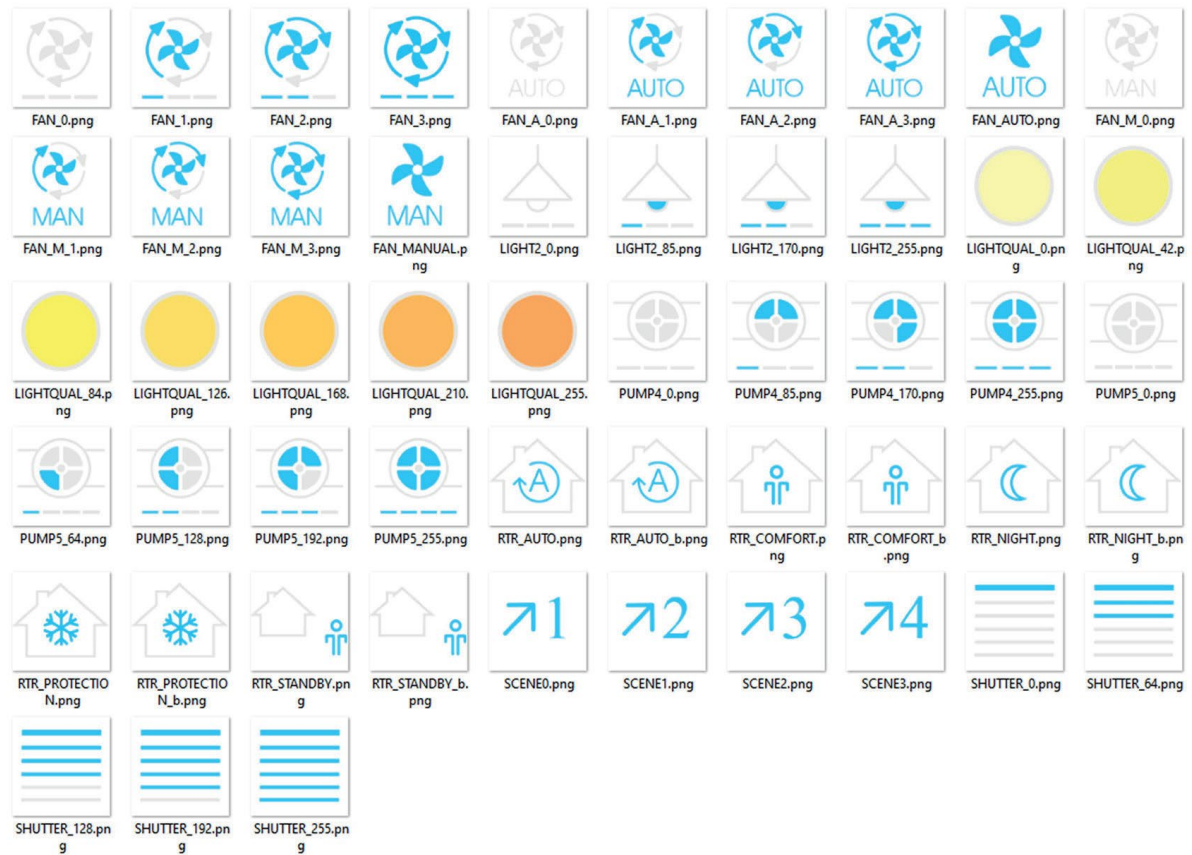 AUTO AUTO AUTO AUTO AUTO MAN
FAN_0.png FAN_1.png FAN_2.png FAN_3.png FAN_A_0.png FAN_A_1.png FAN_A_2.png FAN_A_3.png FAN_AUTO.png FAN_M_0.png
MAN MAN MAN MAN
FAN_M_1.png FAN_M_2.png FAN_M_3.png FAN_MANUAL.p LIGHT2_0.png LIGHT2_85.png LIGHT2_170.png LIGHT2_255.png LIGHTQUAL_0.pn LIGHTQUAL_42.p
ng g ng
LIGHTQUAL_84.p LIGHTQUAL_126. LIGHTQUAL_168. LIGHTQUAL_210. LIGHTQUAL_255. PUMP4_0.png PUMP4_85.png PUMP4_170.png PUMP4_255.png PUMP5_0.png
ng png png png png
A A
PUMP5_64.png PUMP5_128.png PUMP5_192.png PUMP5_255.png RTR_AUTO.png RTR_AUTO_b.png RTR_COMFORT.p RTR_COMFORT_b RTR_NIGHT.png RTR_NIGHT_b.pn
ng .png g
1 2 3 4
RTR_PROTECTIO RTR_PROTECTIO RTR_STANDBY.pn RTR_STANDBY_b. SCENE0.png SCENE1.png SCENE2.png SCENE3.png SHUTTER_0.png SHUTTER_64.png
N.png N_b.png g png
SHUTTER_128.pn SHUTTER_192.pn SHUTTER_255.pn
g g g